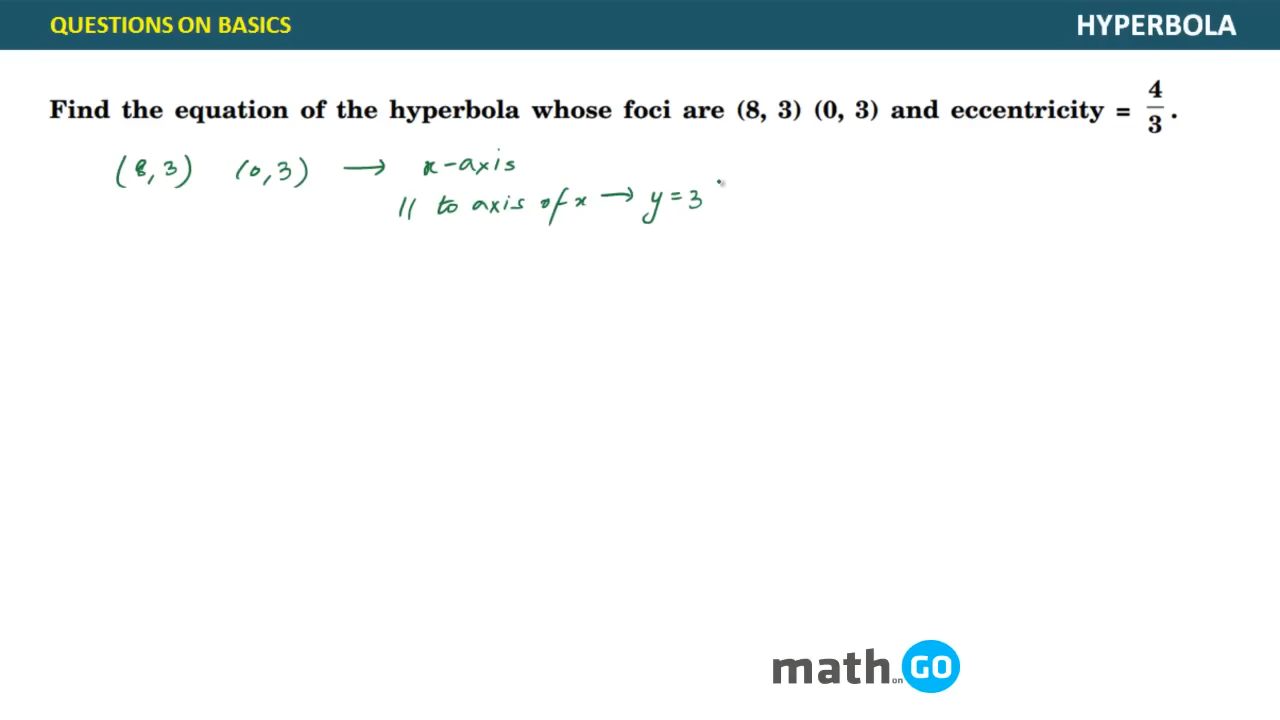 QUESTIONS ON BASICS
HYPERBOLA
Find the equation of the hyperbola whose foci are (8, 3) (0, 3) and eccentricity = 4/3.
(8, 3) (0, 3) → x-axis
// to axis of x → y = 3
math on GO